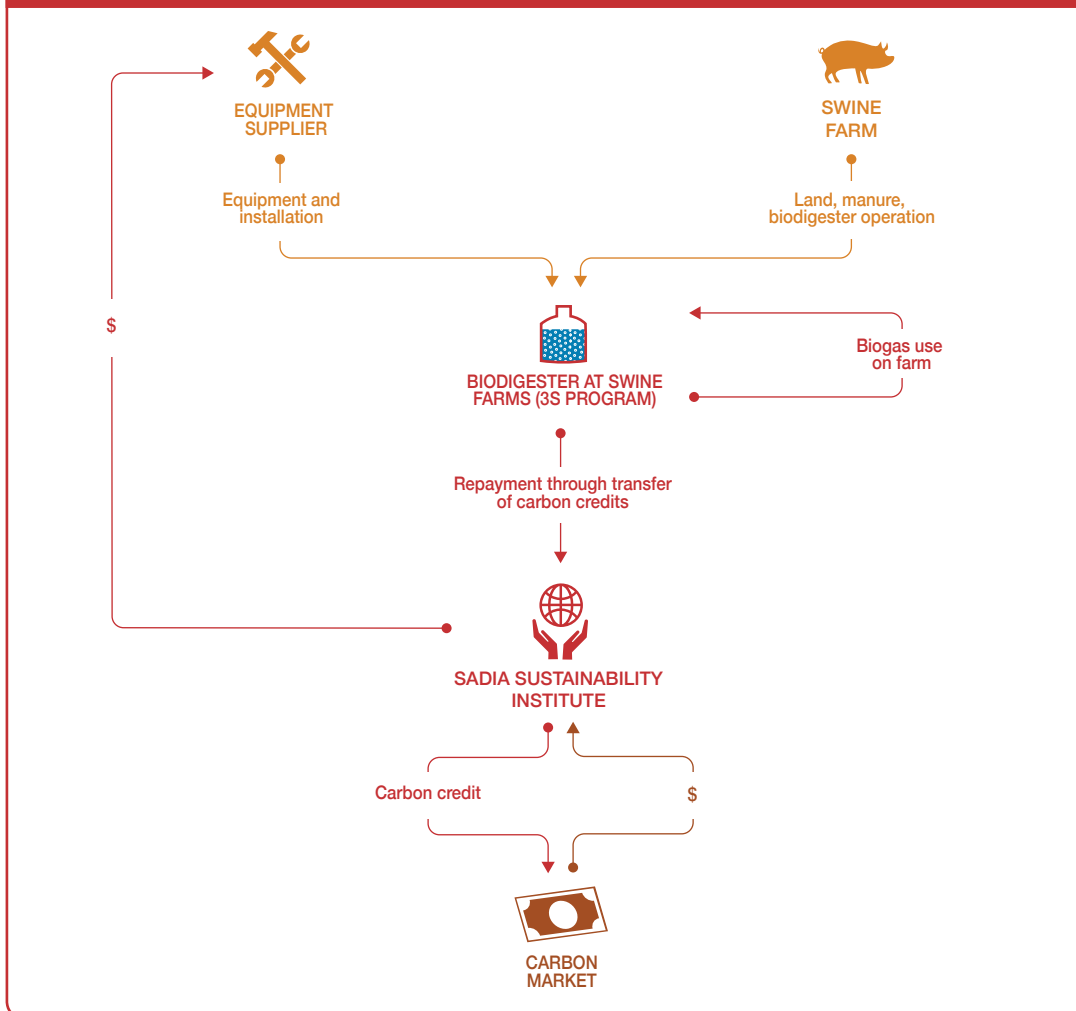 EQUIPMENT
SUPPLIER
SWINE
FARM
Equipment and
installation
Land, manure,
biodigester operation
$
Biogas use
on farm
BIODIGESTER AT SWINE
FARMS (3S PROGRAM)
Repayment through transfer
of carbon credits
SADIA SUSTAINABILITY
INSTITUTE
Carbon credit
$
CARBON
MARKET